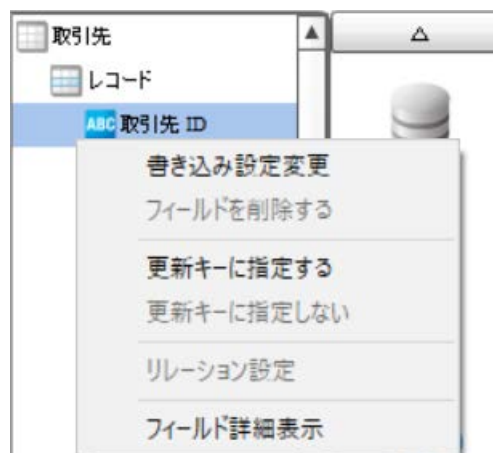 取引先
レコード
ABC 取引先 ID
書き込み設定変更
フィールドを削除する
更新キーに指定する
更新キーに指定しない
リレーション設定
フィールド詳細表示